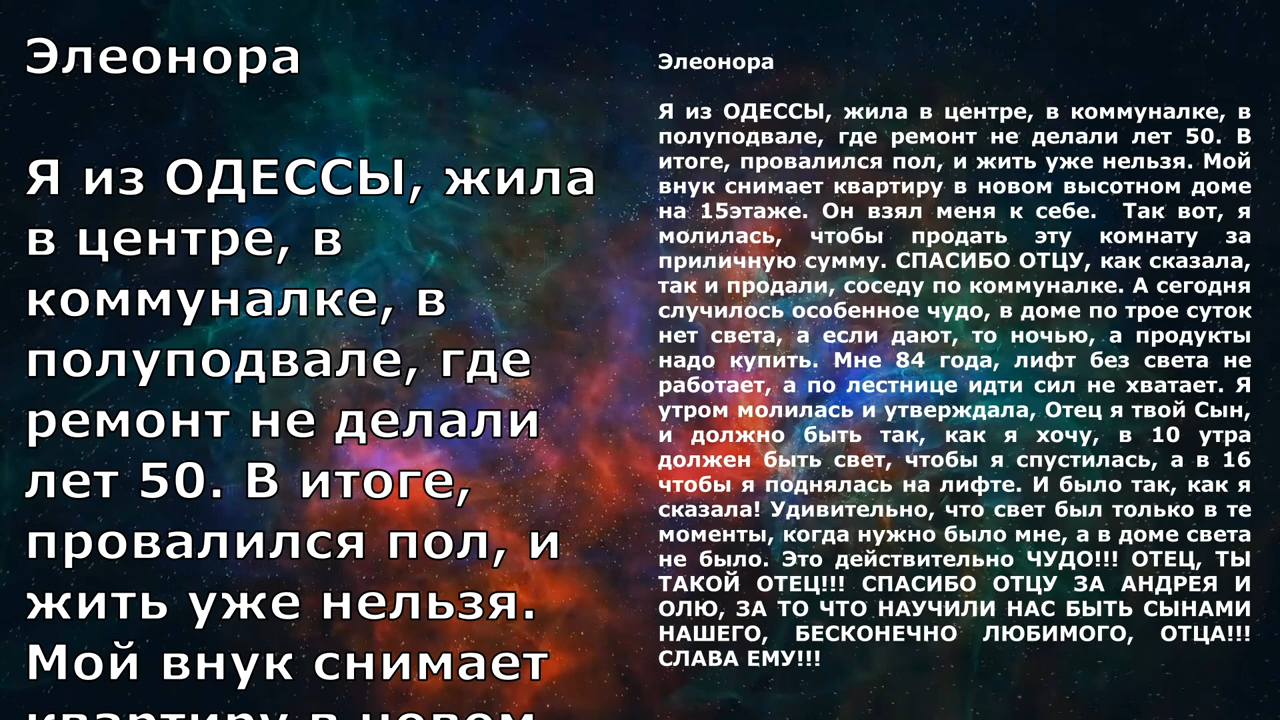 Элеонора
Я из ОДЕССЫ, жила
в центре, в
коммуналке, в
полуподвале, где
ремонт не делали
лет 50. В итоге,
провалился пол, и
жить уже нельзя.
Мой внук снимает
квартиру в новом
Элеонора
Я из ОДЕССЫ, жила в центре, в коммуналке, в
полуподвале, где ремонт не делали лет 50. В
итоге, провалился пол, и жить уже нельзя. Мой
внук снимает квартиру в новом высотном доме
на 15этаже. Он взял меня к себе. Так вот, я
молилась, чтобы продать эту комнату за
приличную сумму. СПАСИБО ОТЦУ, как сказала,
так и продали, соседу по коммуналке. А сегодня
случилось особенное чудо, в доме по трое суток
нет света, а если дают, то ночью, а продукты
надо купить. Мне 84 года, лифт без света не
работает, а по лестнице идти сил не хватает. Я
утром молилась и утверждала, Отец я твой Сын,
и должно быть так, как я хочу, в 10 утра
должен быть свет, чтобы я спустилась, а в 16
чтобы я поднялась на лифте. И было так, как я
сказала! Удивительно, что свет был только в те
моменты, когда нужно было мне, а в доме света
не было. Это действительно ЧУДО!!! ОТЕЦ, ТЫ
ТАКОЙ ОТЕЦ!!! СПАСИБО ОТЦУ ЗА АНДРЕЯ И
ОЛЮ, ЗА ТО ЧТО НАУЧИЛИ НАС БЫТЬ СЫНАМИ
НАШЕГО, БЕСКОНЕЧНО ЛЮБИМОГО, ОТЦА!!!
СЛАВА ЕМУ!!!